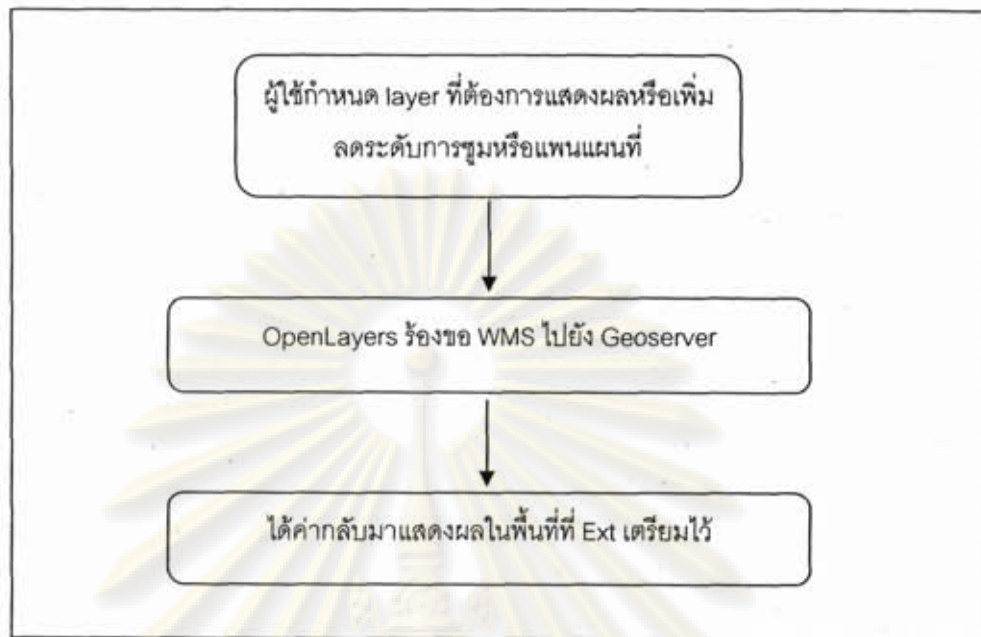 ผู้ใช้กำหนด layer ที่ต้องการแสดงผลหรือเพิ่ม
ลดระดับการซูมหรือแพนแผนที่
OpenLayers ร้องขอ WMS ไปยัง Geoserver
ได้ค่ากลับมาแสดงผลในพื้นที่ที่ Ext เตรียมไว้